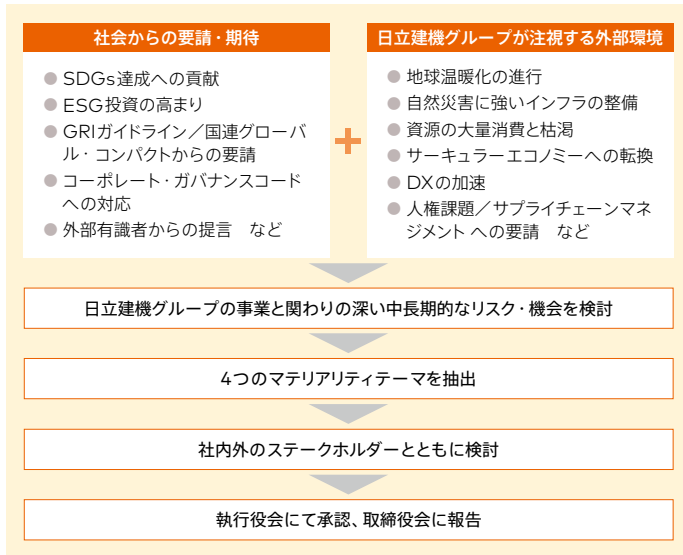 社会からの要請・期待
● SDGs達成への貢献
● ESG投資の高まり
● GRIガイドライン／国連グローバ
ル・コンパクトからの要請
● コーポレート・ガバナンスコード
への対応
● 外部有識者からの提言　など
+
日立建機グループが注視する外部環境
● 地球温暖化の進行
● 自然災害に強いインフラの整備
● 資源の大量消費と枯渇
● サーキュラーエコノミーへの転換
● DXの加速
● 人権課題／サプライチェーンマネ
ジメント への要請　など
日立建機グループの事業と関わりの深い中長期的なリスク・機会を検討
4つのマテリアリティテーマを抽出
社内外のステークホルダーとともに検討
執行役会にて承認、取締役会に報告